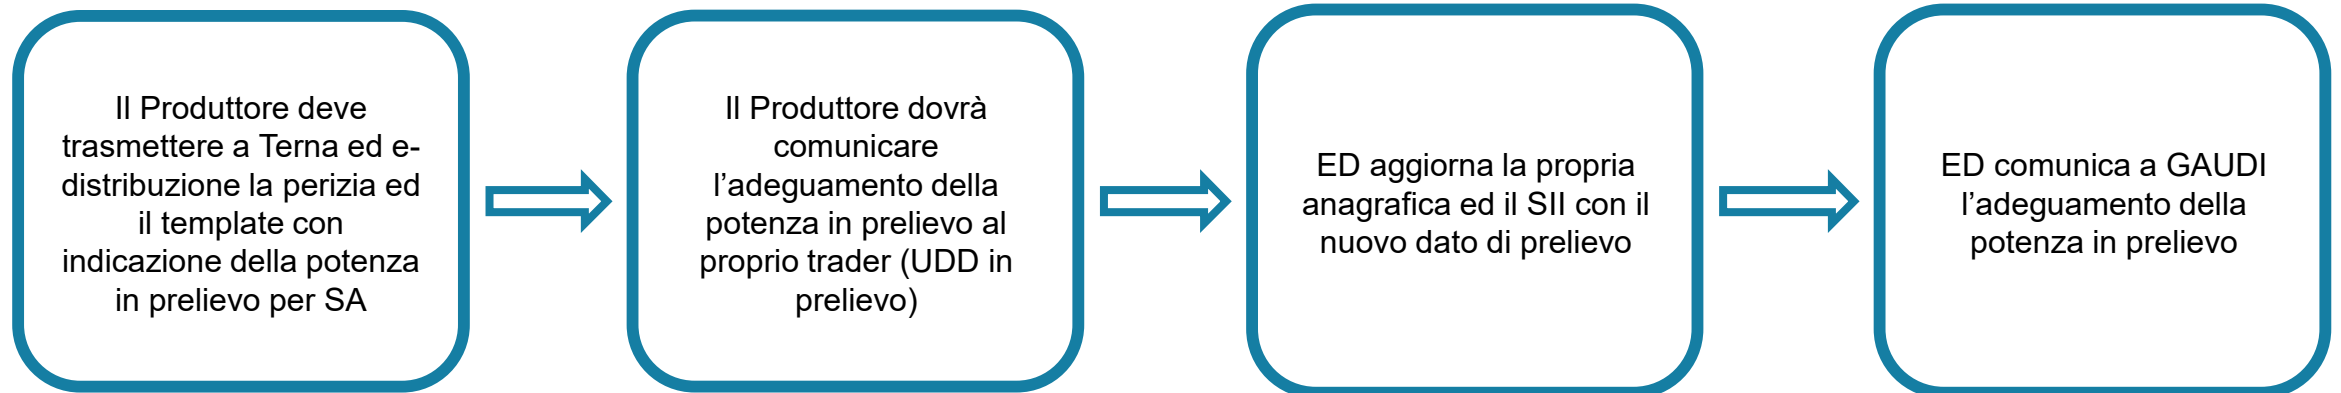 Il Produttore deve
trasmettere a Terna ed e-
distribuzione la perizia ed
il template con
indicazione della potenza
in prelievo per SA
Il Produttore dovrà
comunicare
l’adeguamento della
potenza in prelievo al
proprio trader (UDD in
prelievo)
ED aggiorna la propria
anagrafica ed il SII con il
nuovo dato di prelievo
ED comunica a GAUDI
l’adeguamento della
potenza in prelievo